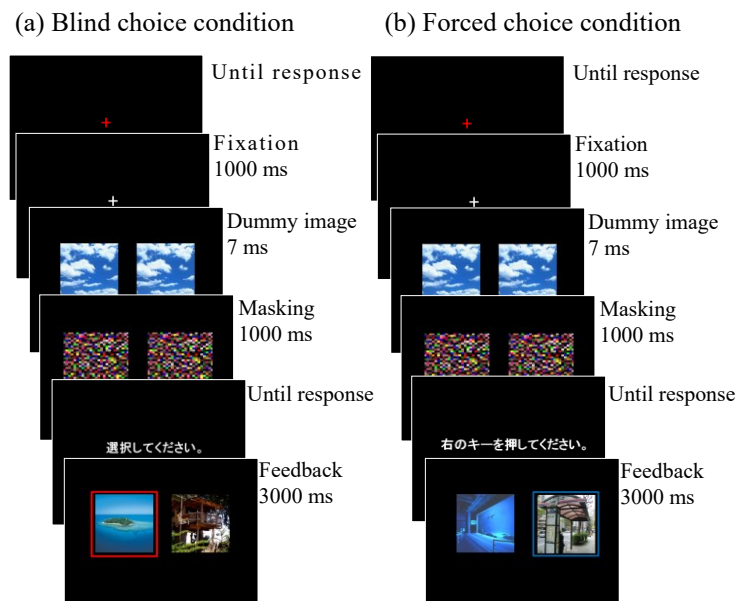 (a) Blind choice condition
Until response
Fixation
1000 ms
Dummy image
7 ms
Masking
1000 ms
Until response
選択してください。
Feedback
3000 ms
(b) Forced choice condition
Until response
Fixation
1000 ms
Dummy image
7 ms
Masking
1000 ms
Until response
右のキーを押してください。
Feedback
3000 ms